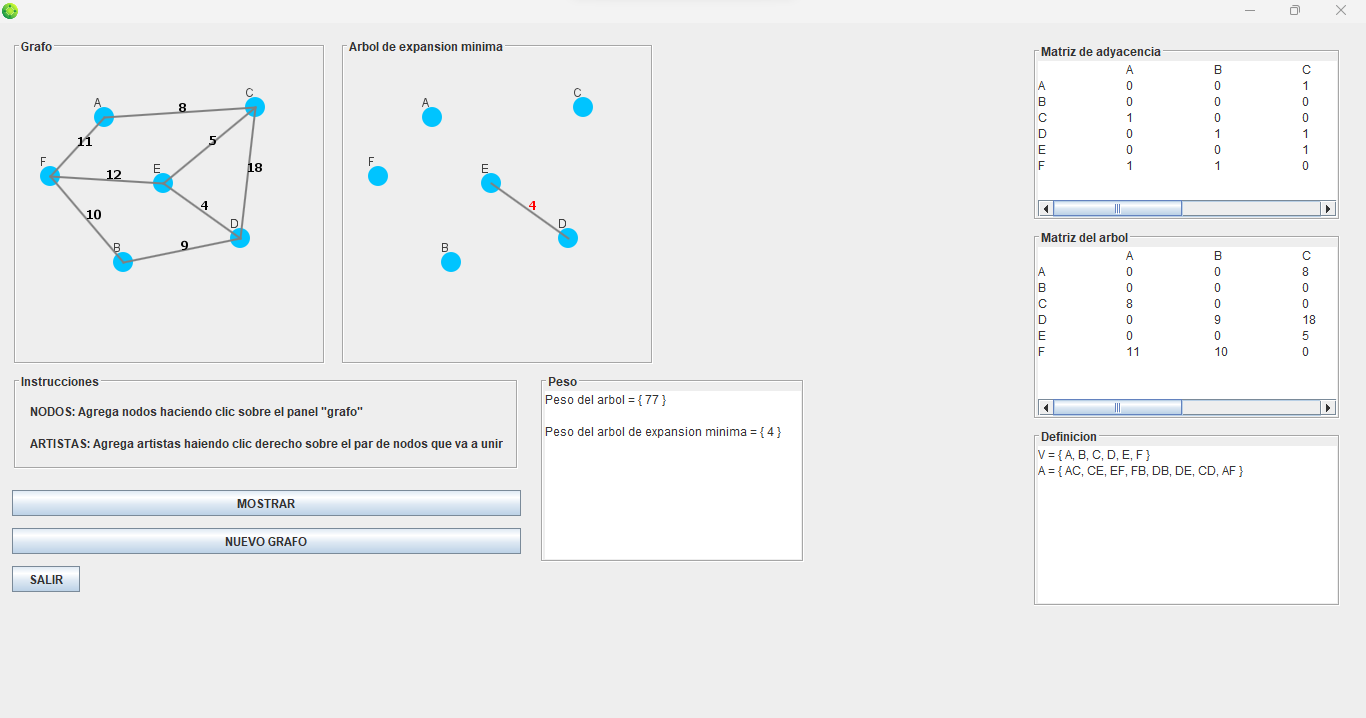 Grafo
A
C
8
11
5
F
E
12
18
4
10
D
B
9
Arbol de expansion minima
A
C
F
E
4
D
B
Matriz de adyacencia
A B C
A 0 0 1
B 0 0 0
C 1 0 0
D 0 1 1
E 0 0 1
F 1 1 0
Matriz del arbol
A B C
A 0 0 8
B 0 0 0
C 8 0 0
D 0 9 18
E 0 0 5
F 11 10 0
Instrucciones
NODOS: Agrega nodos haciendo clic sobre el panel "grafo"
ARTISTAS: Agrega artistas haiendo clic derecho sobre el par de nodos que va a unir
Peso
Peso del arbol = { 77 }
Peso del arbol de expansion minima = { 4 }
Definicion
V = { A, B, C, D, E, F }
A = { AC, CE, EF, FB, DB, DE, CD, AF }
MOSTRAR
NUEVO GRAFO
SALIR